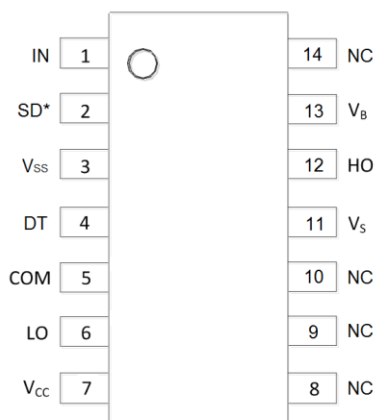 IN 1 14 NC
SD* 2 13 VB
VSS 3 12 HO
DT 4 11 VS
COM 5 10 NC
LO 6 9 NC
VCC 7 8 NC